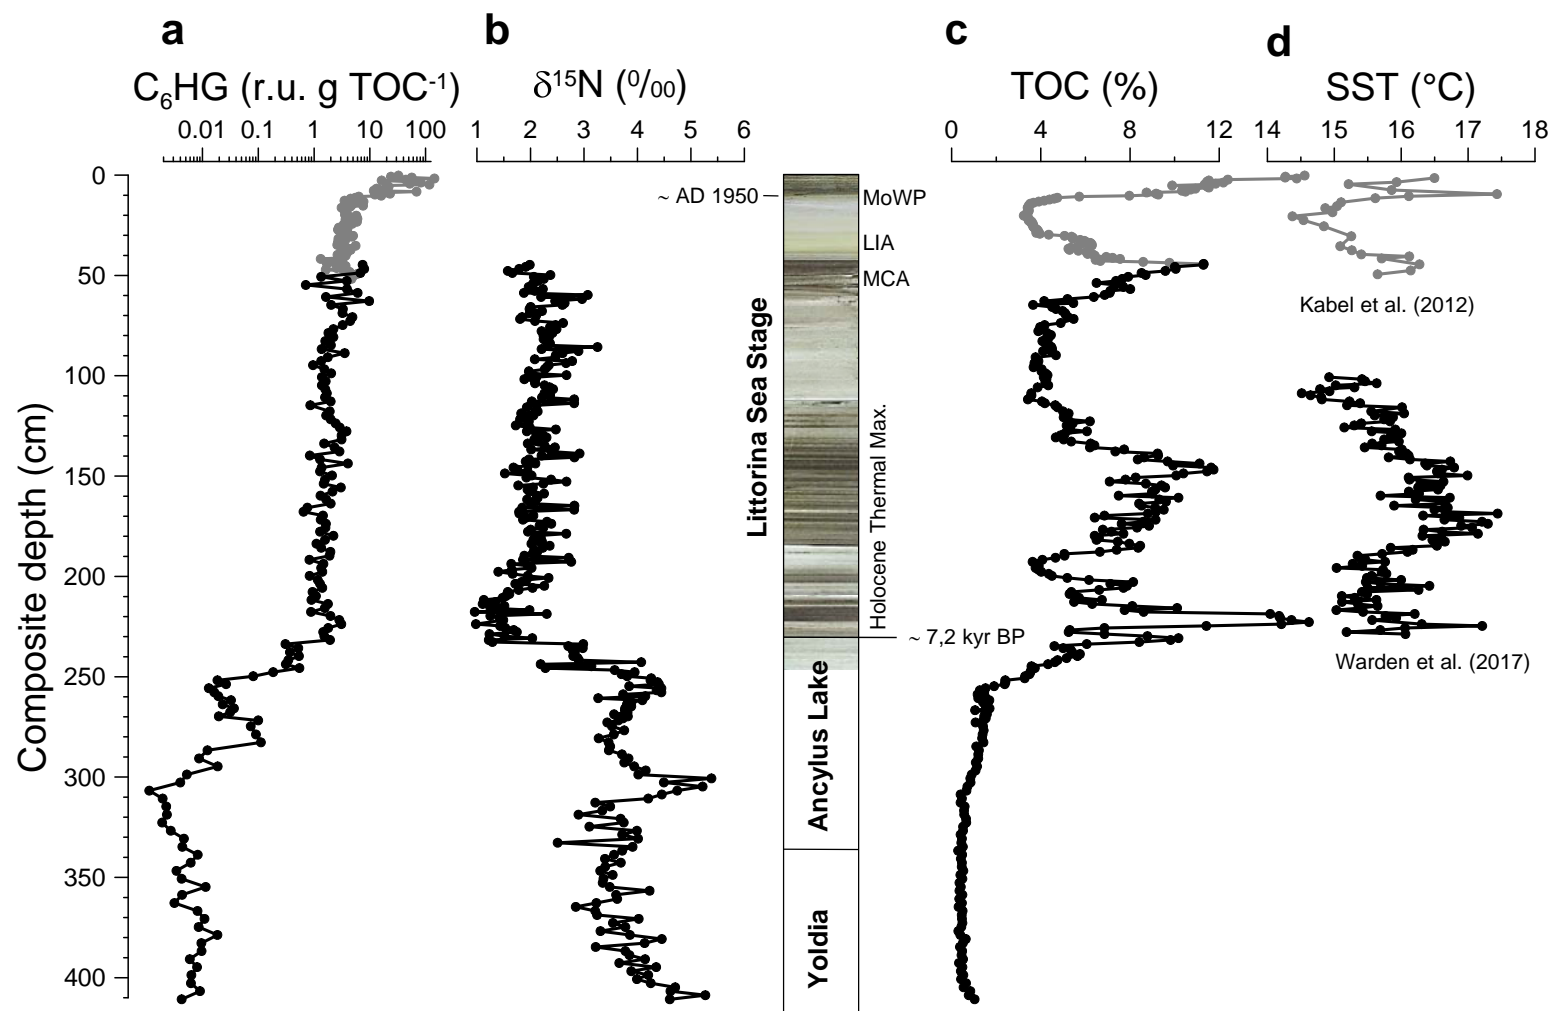 a
b
c
d
C₆HG (r.u. g TOC⁻¹)
δ¹⁵N (⁰/₀₀)
TOC (%)
SST (°C)
0.01 0.1 1 10 100
1 2 3 4 5 6
0 4 8 12
14 15 16 17 18
Composite depth (cm)
0
50
100
150
200
250
300
350
400
~ AD 1950
MoWP
LIA
MCA
Littorina Sea Stage
Holocene Thermal Max.
~ 7,2 kyr BP
Ancylus Lake
Yoldia
Kabel et al. (2012)
Warden et al. (2017)